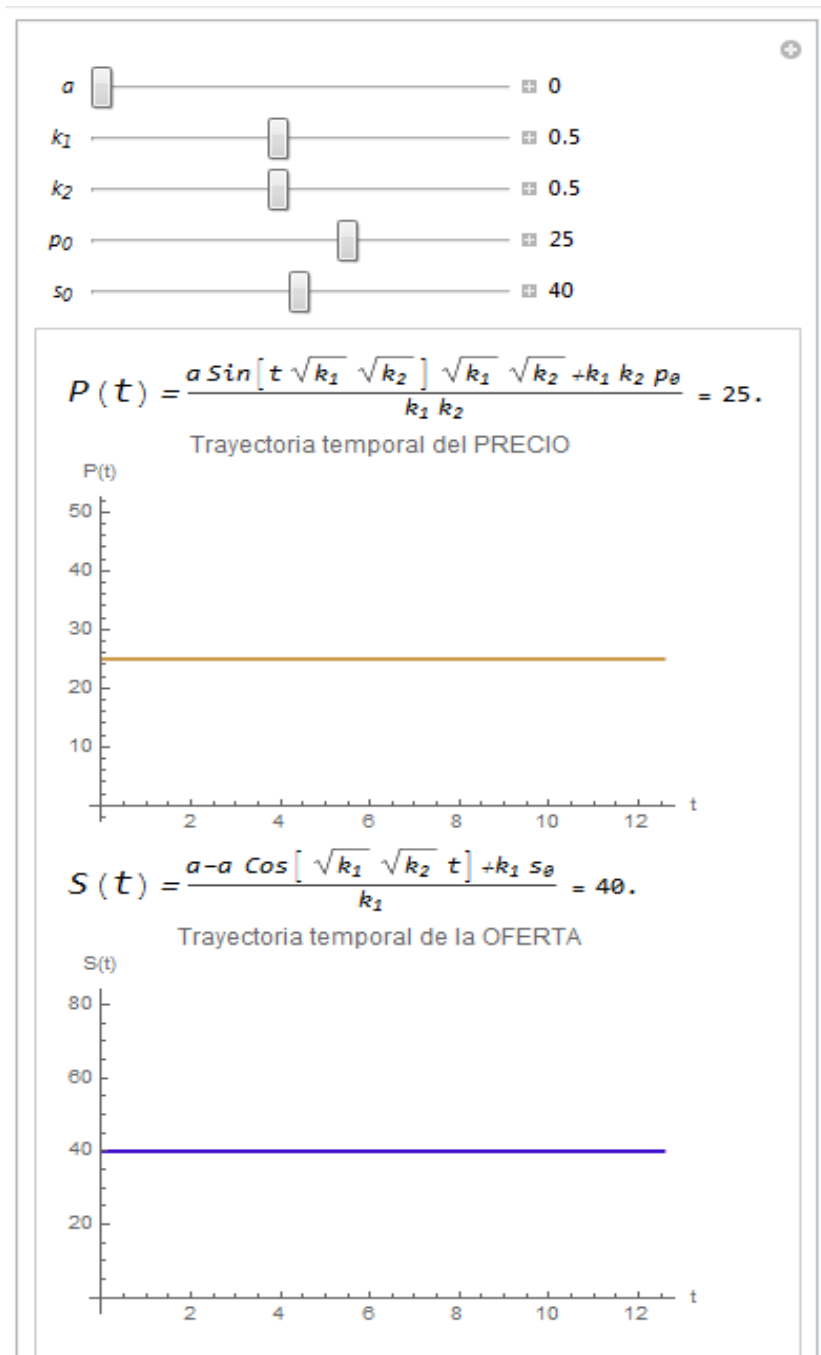 a 0
k₁ 0.5
k₂ 0.5
p₀ 25
s₀ 40
P(t) = (a Sin[t √k₁ √k₂] √k₁ √k₂ + k₁ k₂ p₀) / (k₁ k₂) = 25.
Trayectoria temporal del PRECIO
P(t)
50
40
30
20
10
2 4 6 8 10 12 t
S(t) = (a-a Cos[√k₁ √k₂ t] + k₁ s₀) / k₁ = 40.
Trayectoria temporal de la OFERTA
S(t)
80
60
40
20
2 4 6 8 10 12 t